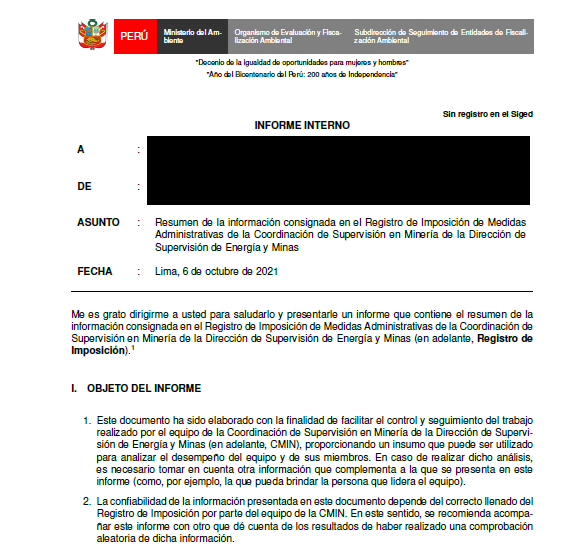 PERÚ
Ministerio del Am-
biente
Organismo de Evaluación y Fisca-
lización Ambiental
Subdirección de Seguimiento de Entidades de Fiscali-
zación Ambiental
"Decenio de la Igualdad de oportunidades para mujeres y hombres"
"Año del Bicentenario del Perú: 200 años de Independencia"
Sin registro en el Siged
INFORME INTERNO
A :
DE :
ASUNTO : Resumen de la información consignada en el Registro de Imposición de Medidas
Administrativas de la Coordinación de Supervisión en Minería de la Dirección de
Supervisión de Energía y Minas
FECHA : Lima, 6 de octubre de 2021
Me es grato dirigirme a usted para saludarlo y presentarle un informe que contiene el resumen de la
información consignada en el Registro de Imposición de Medidas Administrativas de la Coordinación de
Supervisión en Minería de la Dirección de Supervisión de Energía y Minas (en adelante, Registro de
Imposición).1
I. OBJETO DEL INFORME
1. Este documento ha sido elaborado con la finalidad de facilitar el control y seguimiento del trabajo
realizado por el equipo de la Coordinación de Supervisión en Minería de la Dirección de Supervi-
sión de Energía y Minas (en adelante, CMIN), proporcionando un insumo que puede ser utilizado
para analizar el desempeño del equipo y de sus miembros. En caso de realizar dicho análisis,
es necesario tomar en cuenta otra información que complementa a la que se presenta en este
informe (como, por ejemplo, la que pueda brindar la persona que lidera el equipo).
2. La confiabilidad de la información presentada en este documento depende del correcto llenado del
Registro de Imposición por parte del equipo de la CMIN. En este sentido, se recomienda acompa-
ñar este informe con otro que dé cuenta de los resultados de haber realizado una comprobación
aleatoria de dicha información.